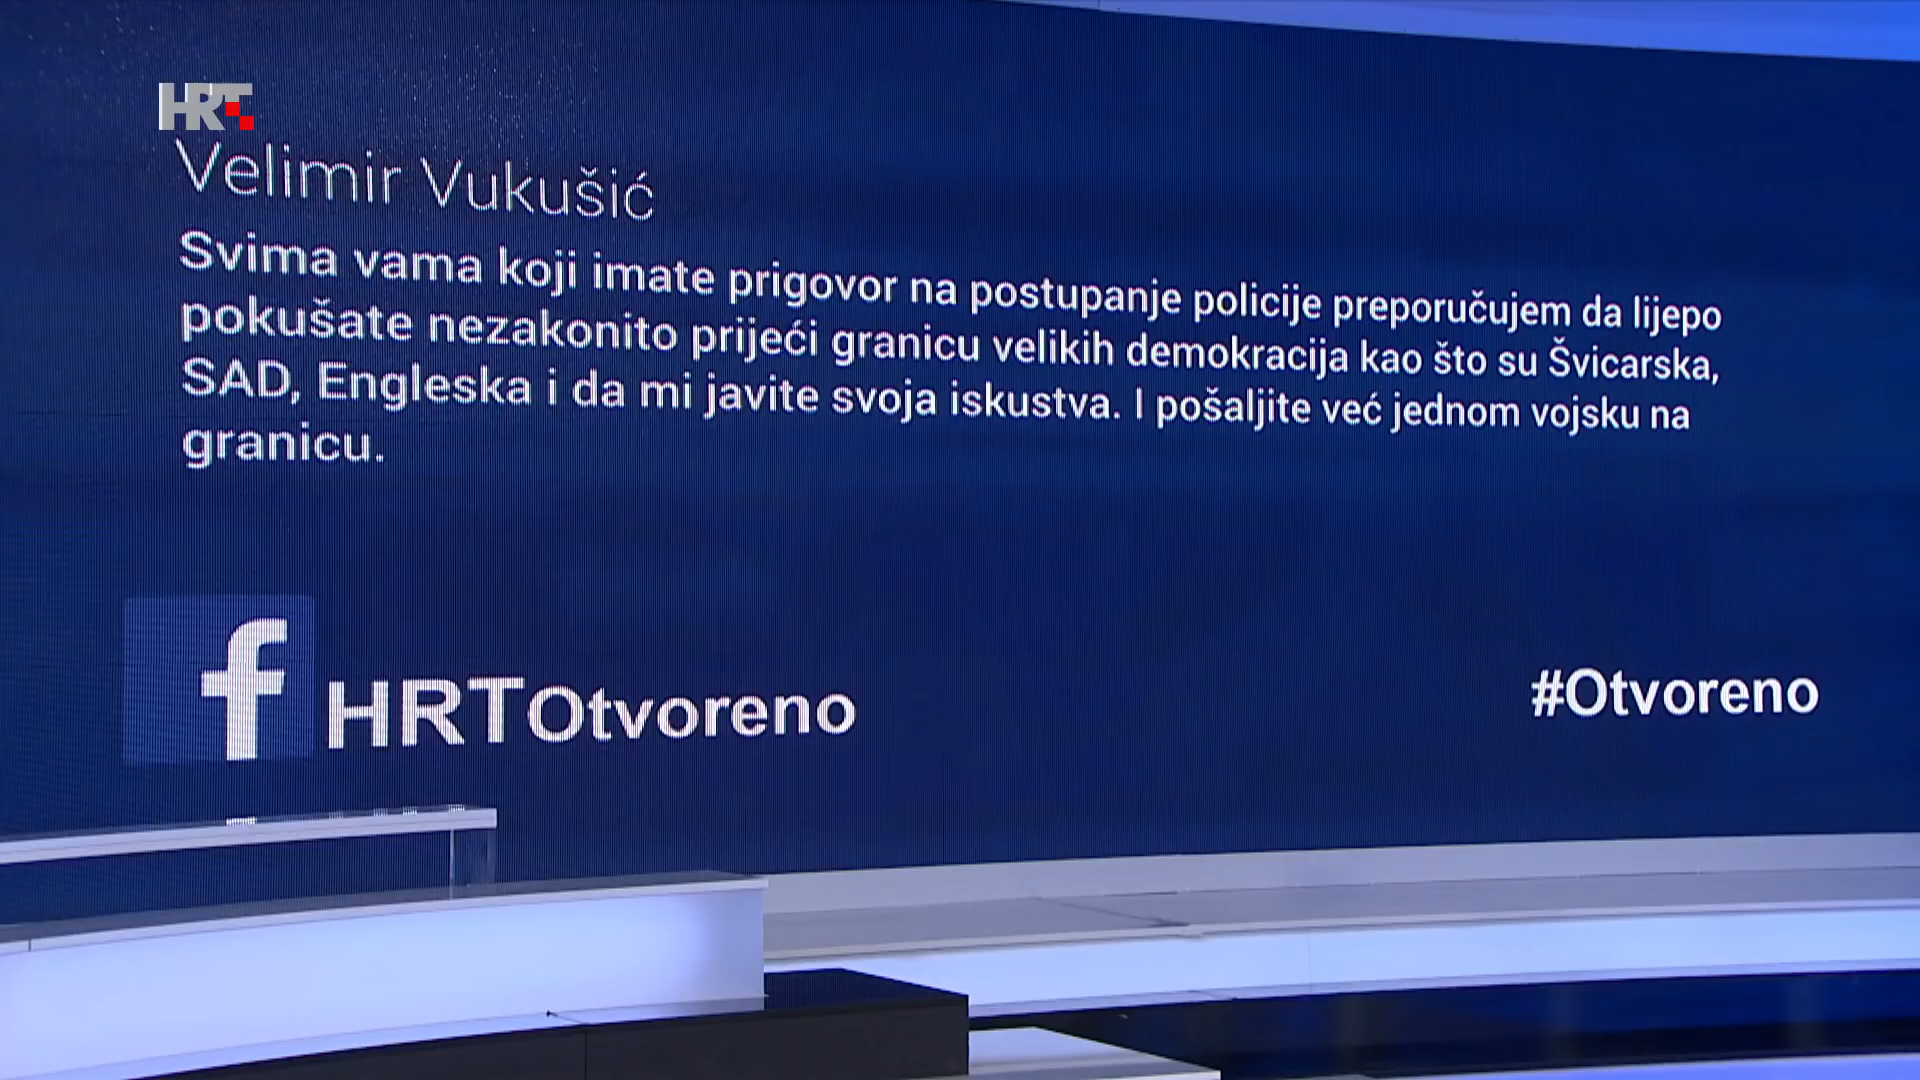 HRT
Velimir Vukušić
Svima vama koji imate prigovor na postupanje policije preporučujem da lijepo
pokušate nezakonito prijeći granicu velikih demokracija kao što su Švicarska,
SAD, Engleska i da mi javite svoja iskustva. I pošaljite već jednom vojsku na
granicu.
f HRTOtvoreno
#Otvoreno